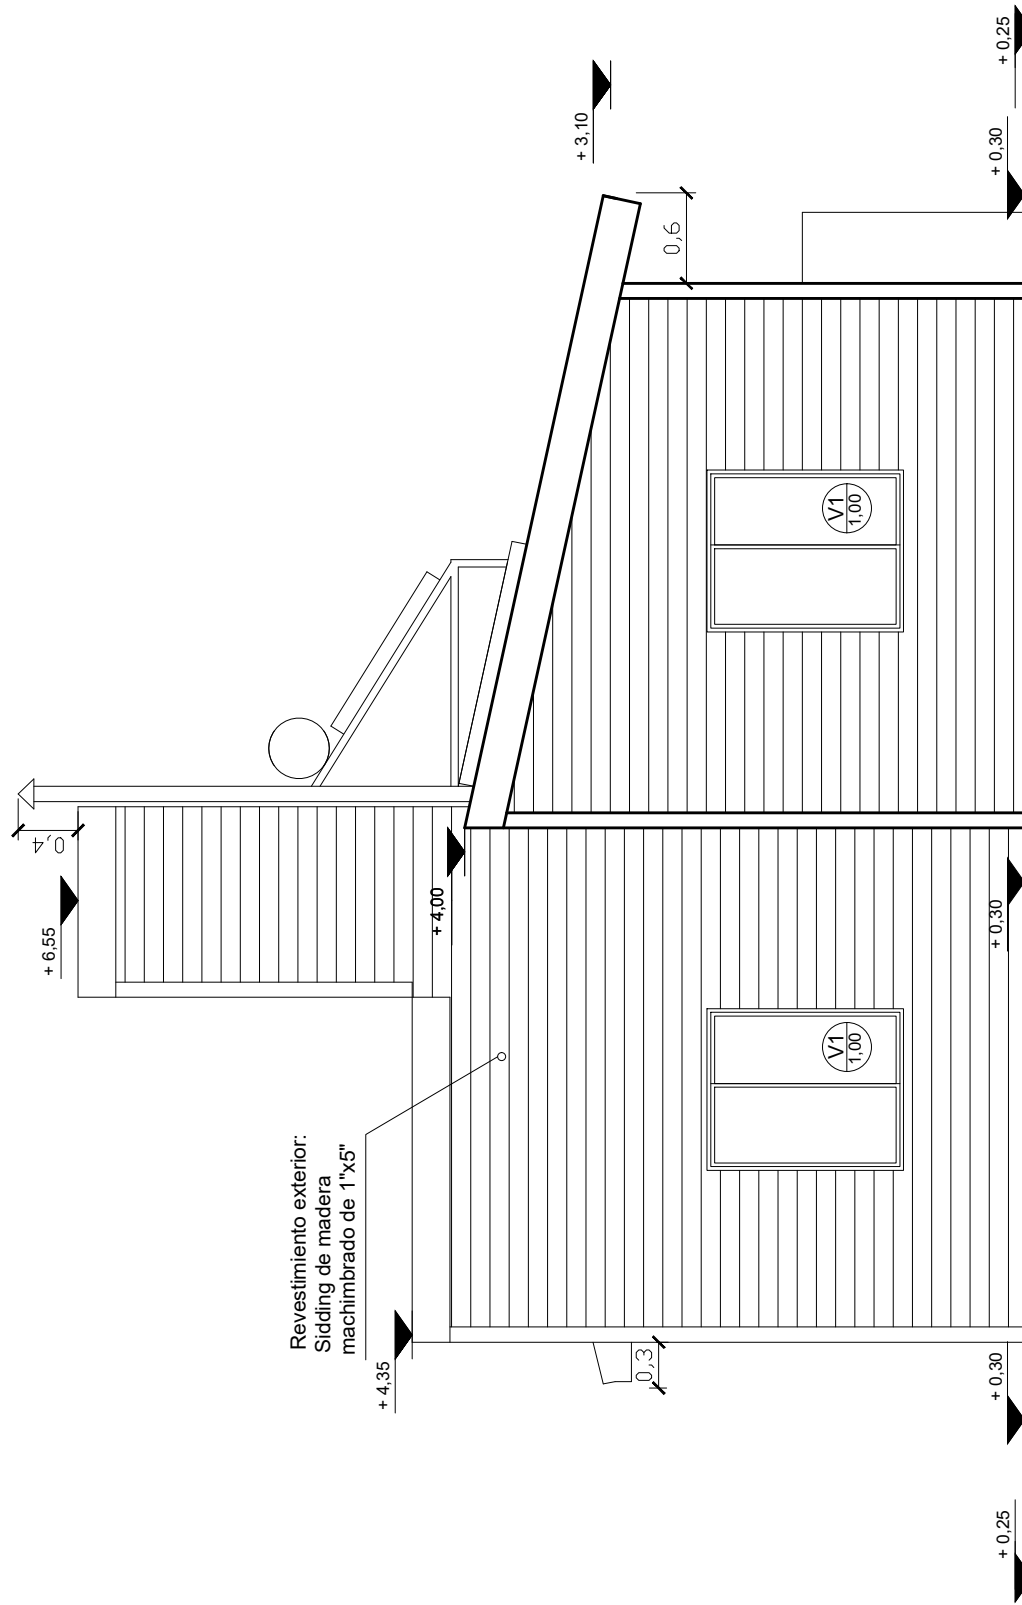 + 0,25
+ 3,10
+ 0,30
0,6
V1
1,00
0,4
+ 6,55
+ 4,00
+ 0,30
V1
1,00
Revestimiento exterior:
Sidding de madera
machimbrado de 1"x5"
+ 4,35
0,3
+ 0,30
+ 0,25